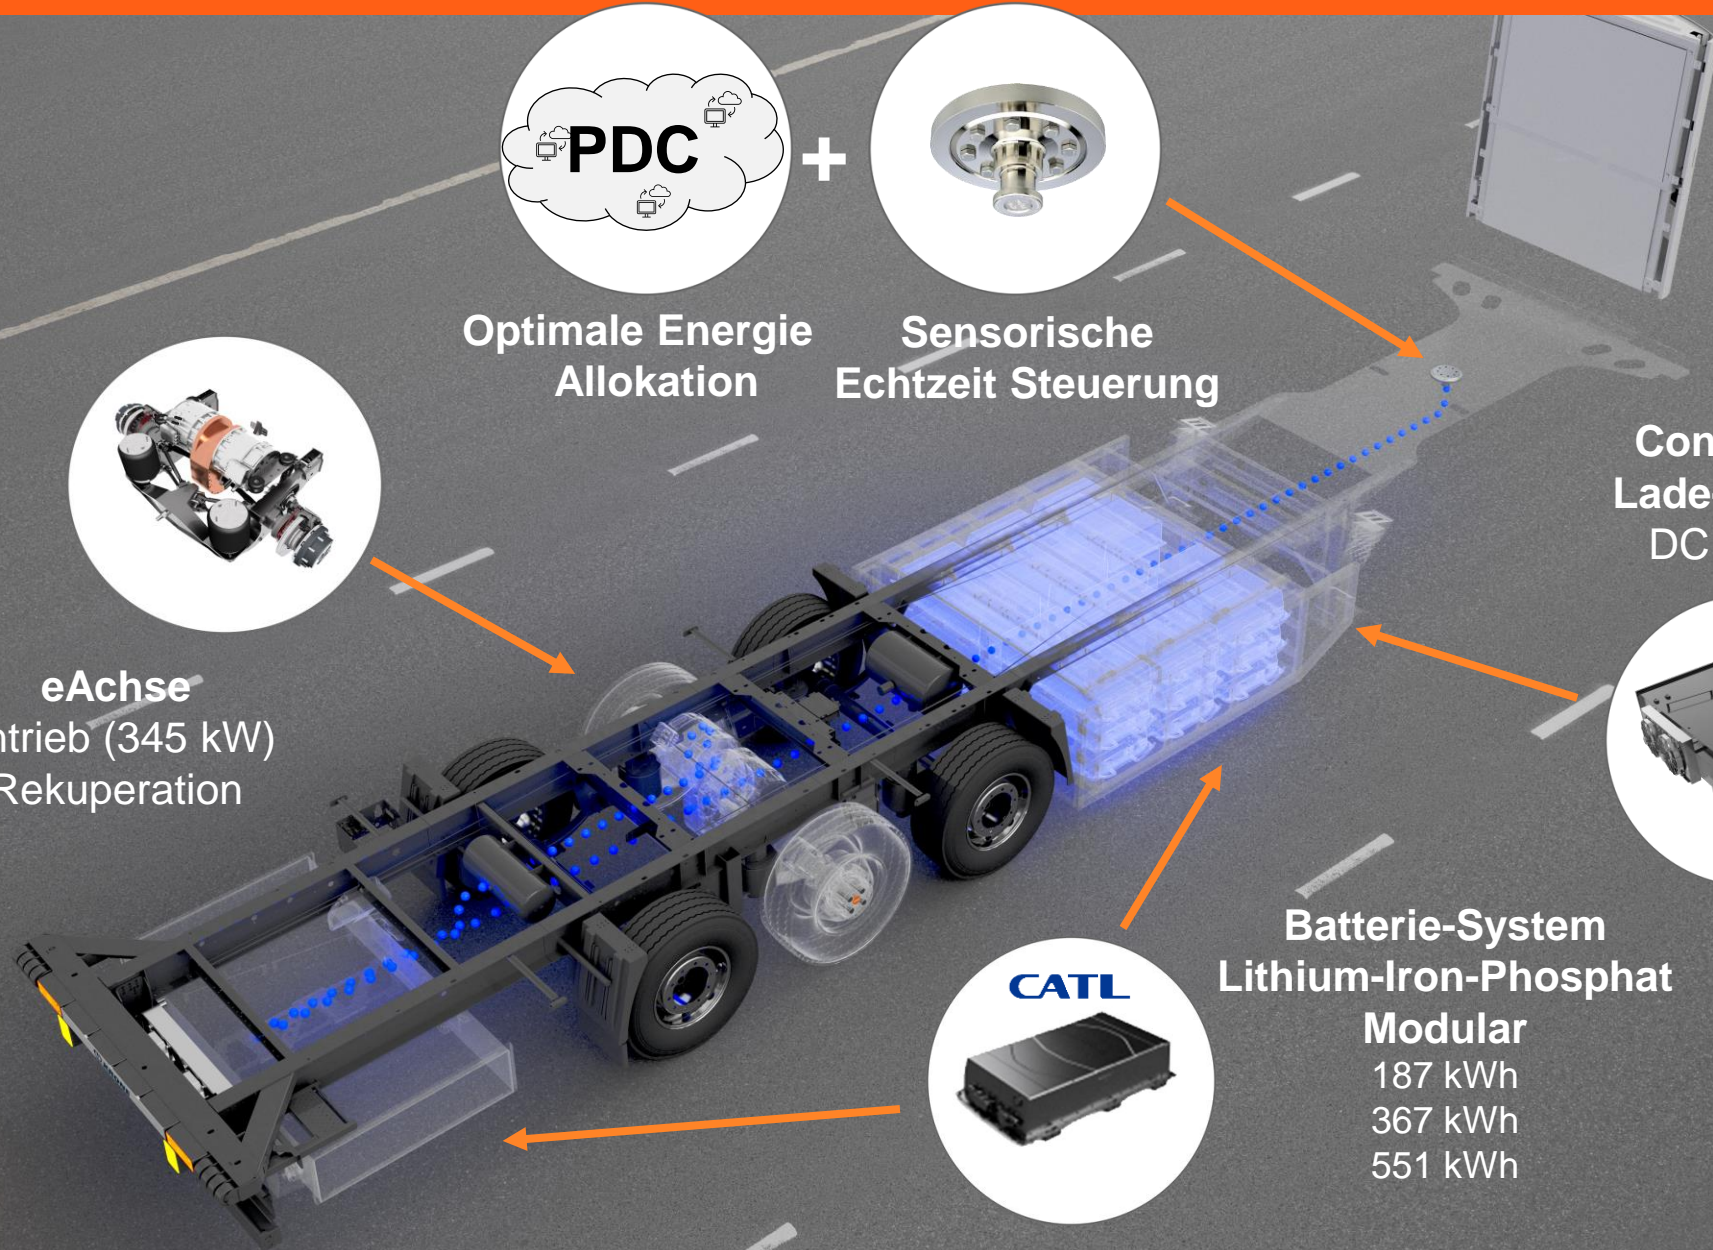 PDC
+
Optimale Energie
Allokation
Sensorische
Echtzeit Steuerung
eAchse
ntrieb (345 kW)
Rekuperation
Con
Lade-
DC
CATL
Batterie-System
Lithium-Iron-Phosphat
Modular
187 kWh
367 kWh
551 kWh